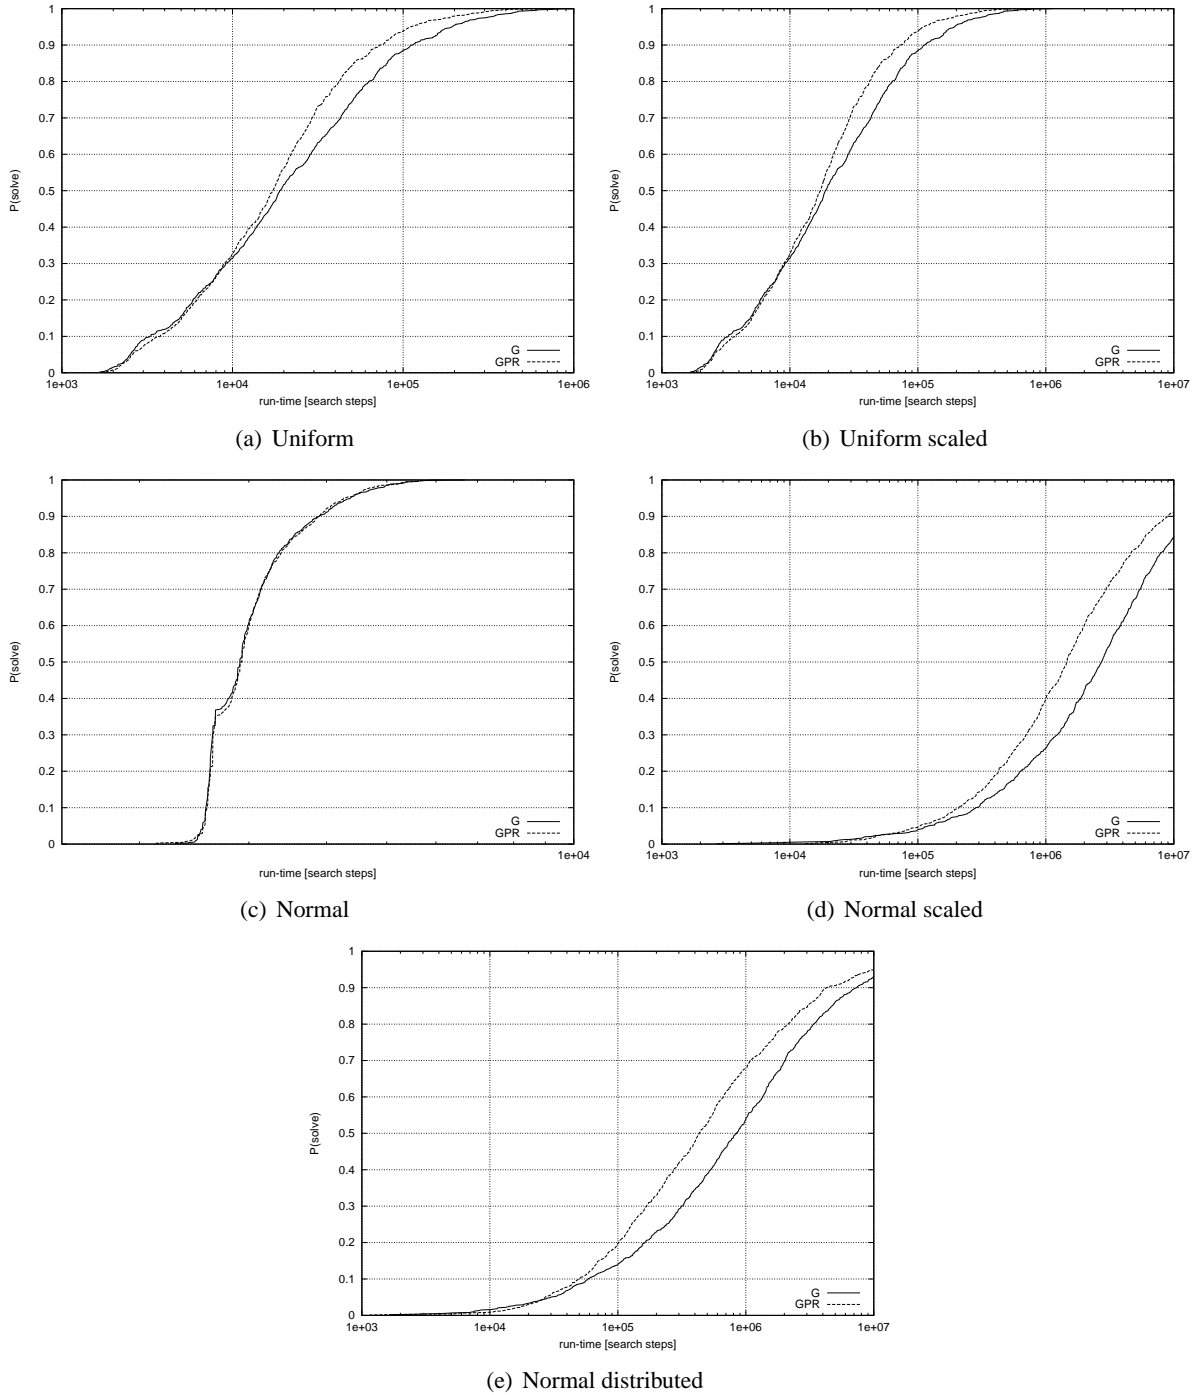 1
0.9
0.8
0.7
0.6
0.5
0.4
0.3
0.2
0.1
0
P(solve)
G
GPR
1e+03 1e+04 1e+05 1e+06
run-time [search steps]
(a) Uniform
1
0.9
0.8
0.7
0.6
0.5
0.4
0.3
0.2
0.1
0
P(solve)
G
GPR
1e+03 1e+04 1e+05 1e+06 1e+07
run-time [search steps]
(b) Uniform scaled
1
0.9
0.8
0.7
0.6
0.5
0.4
0.3
0.2
0.1
0
P(solve)
G
GPR
1e+04
run-time [search steps]
(c) Normal
1
0.9
0.8
0.7
0.6
0.5
0.4
0.3
0.2
0.1
0
P(solve)
G
GPR
1e+03 1e+04 1e+05 1e+06 1e+07
run-time [search steps]
(d) Normal scaled
1
0.9
0.8
0.7
0.6
0.5
0.4
0.3
0.2
0.1
0
P(solve)
G
GPR
1e+03 1e+04 1e+05 1e+06 1e+07
run-time [search steps]
(e) Normal distributed